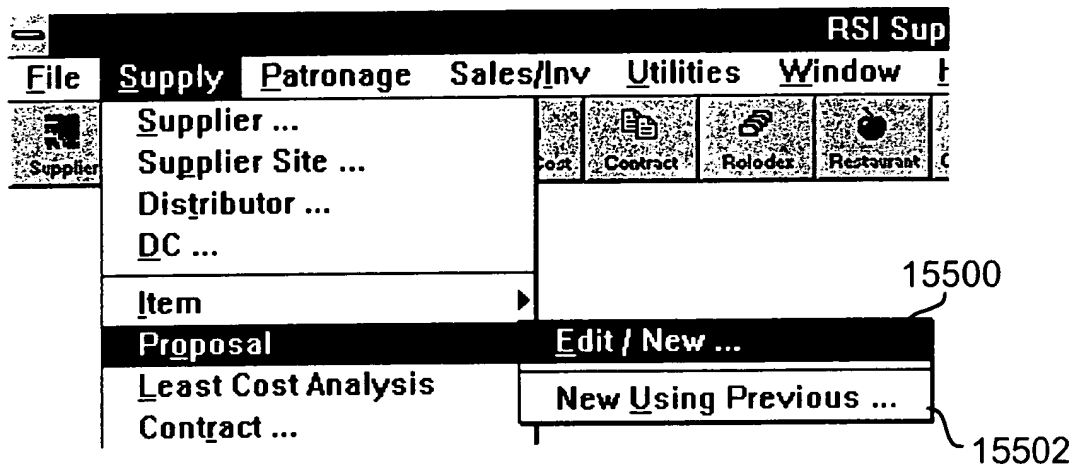 RSI Sup
File Supply Patronage Sales/Inv Utilities Window
Supplier ...
Supplier Site ...
Distributor ...
DC ...
Supplier Cost Contract Rolodex Restaurant
Item
Proposal
Least Cost Analysis
Contract ...
Edit / New ...
New Using Previous ...
15500
15502